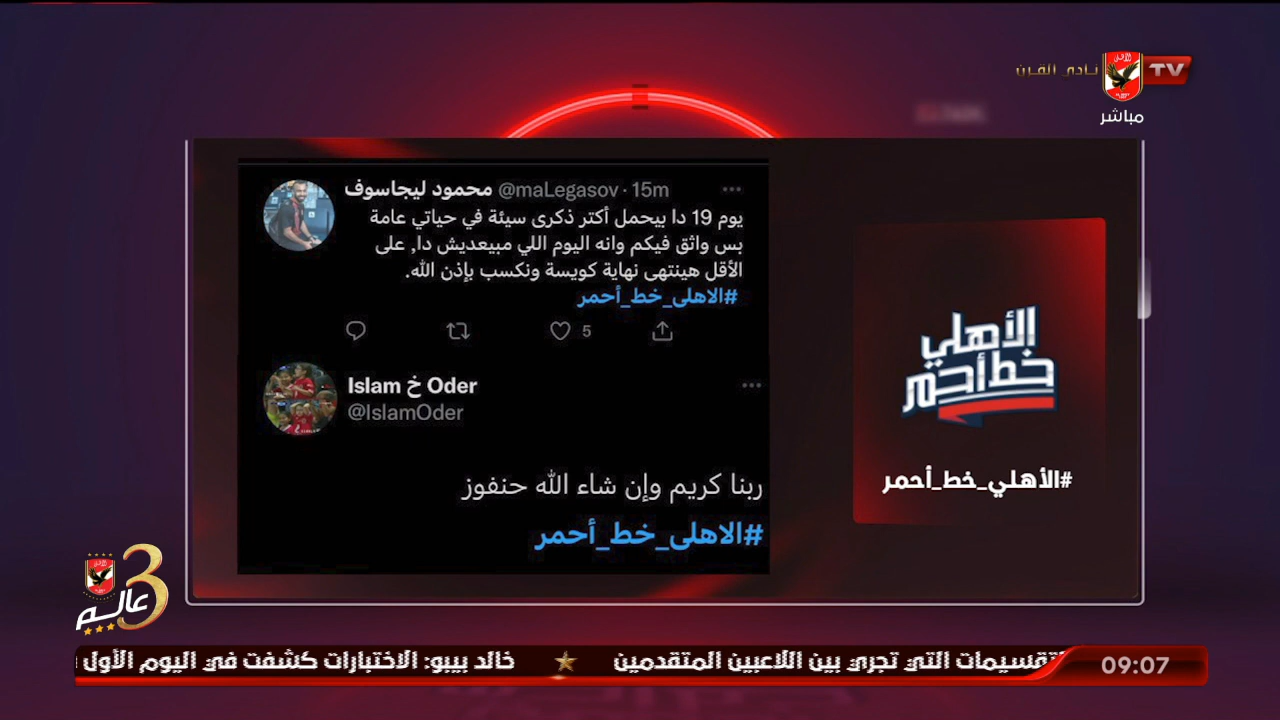 نادي القرن
TV
مباشر
محمود ليجاسوف @maLegasov · 15m
يوم 19 دا بيحمل أكتر ذكرى سيئة في حياتي عامة
بس واثق فيكم وانه اليوم اللي مبيعديش دا, على
الأقل هينتهى نهاية كويسة ونكسب بإذن الله.
#الاهلى_خط_أحمر
5
Islam خ Oder
@IslamOder
ربنا كريم وإن شاء الله حنفوز
#الاهلى_خط_أحمر
الأهلي
خط أحمر
#الأهلي_خط_أحمر
3
عالم
09:07
التقسيمات التي تجري بين اللاعبين المتقدمين
خالد بيبو: الاختبارات كشفت في اليوم الأول